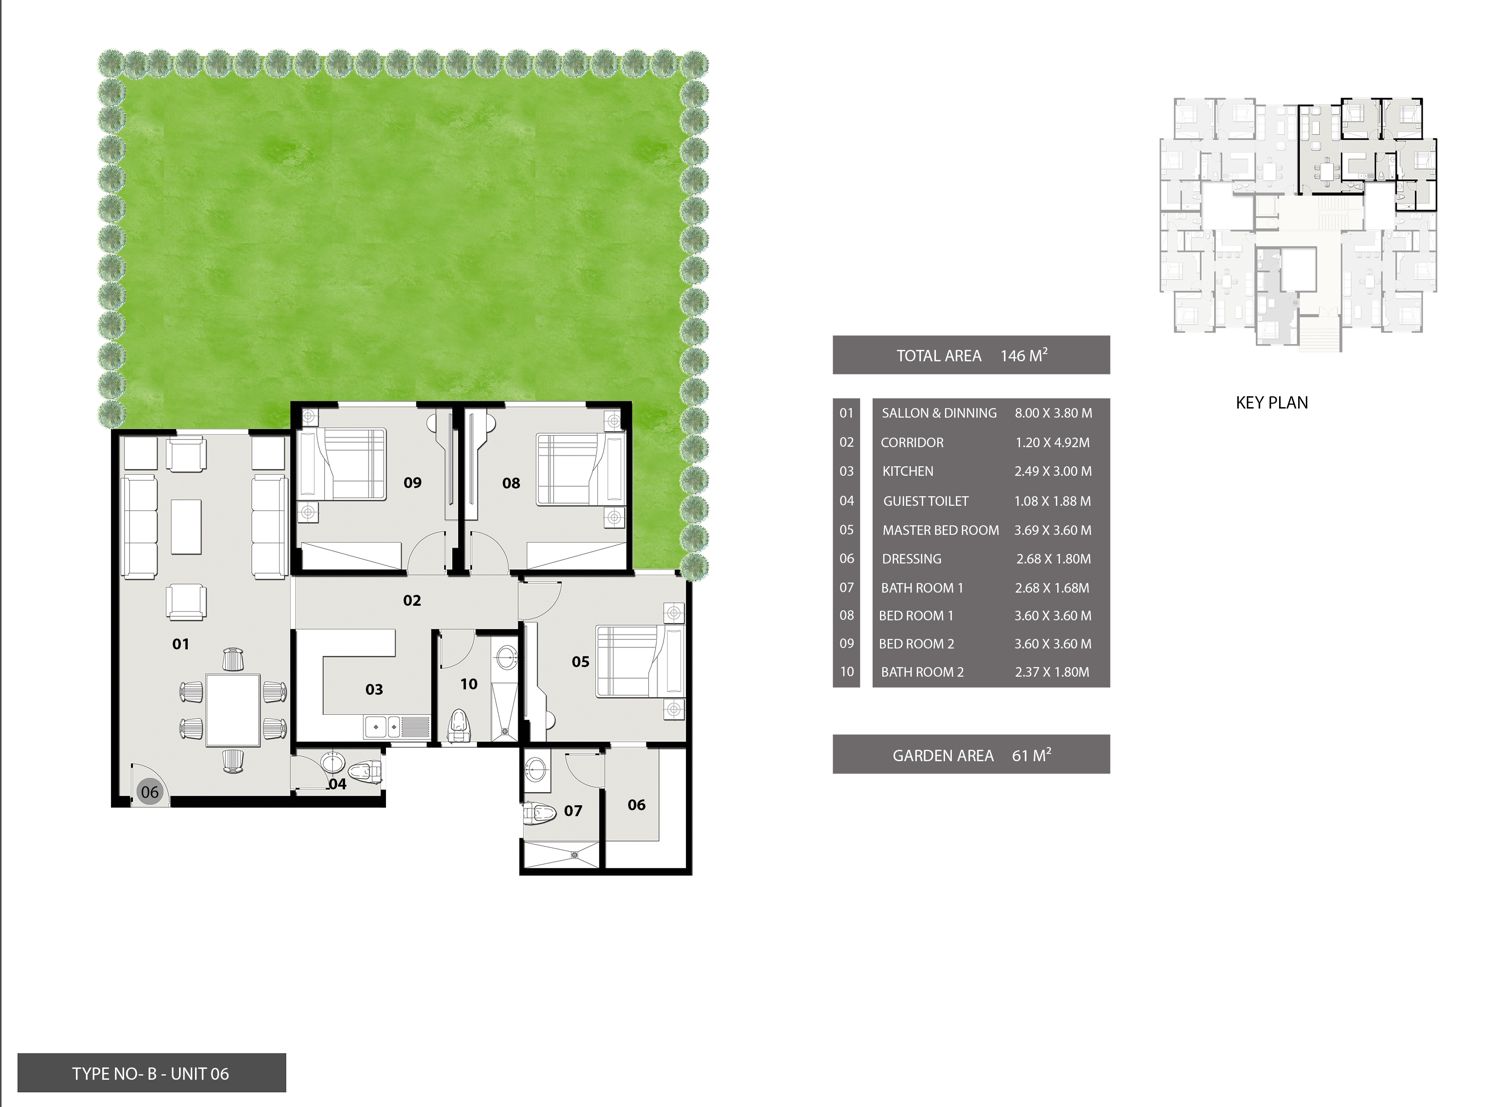 TOTAL AREA 146 M²
01 SALLON & DINNING 8.00 X 3.80 M
02 CORRIDOR 1.20 X 4.92M
03 KITCHEN 2.49 X 3.00 M
04 GUIEST TOILET 1.08 X 1.88 M
05 MASTER BED ROOM 3.69 X 3.60 M
06 DRESSING 2.68 X 1.80M
07 BATH ROOM 1 2.68 X 1.68M
08 BED ROOM 1 3.60 X 3.60 M
09 BED ROOM 2 3.60 X 3.60 M
10 BATH ROOM 2 2.37 X 1.80M
GARDEN AREA 61 M²
KEY PLAN
09
08
02
01
05
03
10
04
06
07
06
TYPE NO- B - UNIT 06